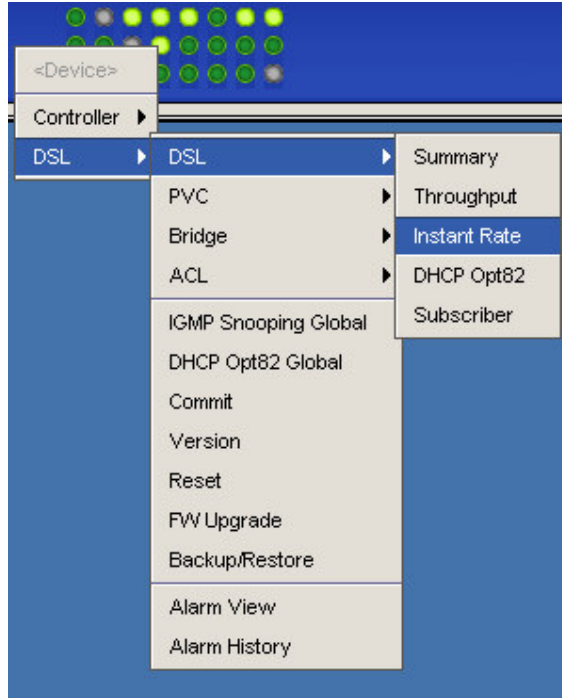 <Device>
Controller
DSL
DSL
PVC
Bridge
ACL
IGMP Snooping Global
DHCP Opt82 Global
Commit
Version
Reset
FW Upgrade
Backup/Restore
Alarm View
Alarm History
Summary
Throughput
Instant Rate
DHCP Opt82
Subscriber